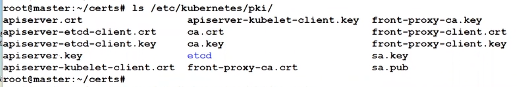 root@master:~/certs# ls /etc/kubernetes/pki/
apiserver.crt apiserver-kubelet-client.key front-proxy-ca.key
apiserver-etcd-client.crt ca.crt front-proxy-client.crt
apiserver-etcd-client.key ca.key front-proxy-client.key
apiserver.key etcd sa.key
apiserver-kubelet-client.crt front-proxy-ca.crt sa.pub
root@master:~/certs#